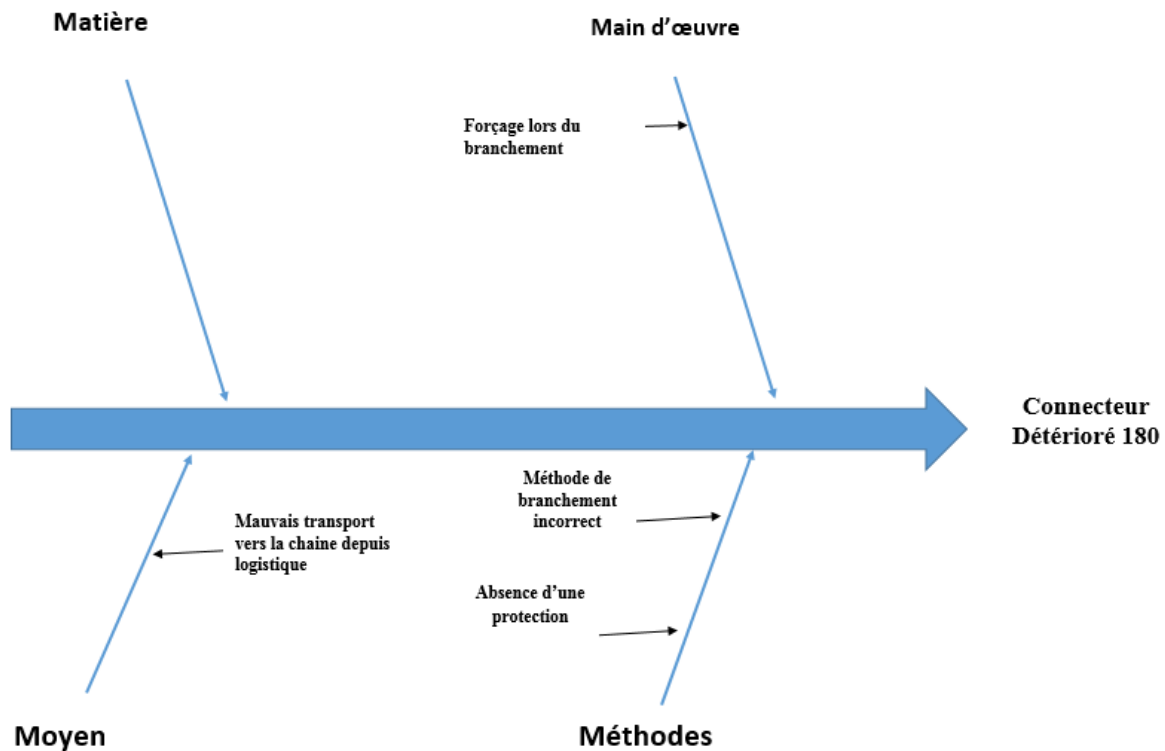 Matière
Main d'œuvre
Forçage lors du
branchement
Connecteur
Détérioré 180
Méthode de
branchement
incorrect
Mauvais transport
vers la chaine depuis
logistique
Absence d'une
protection
Moyen
Méthodes